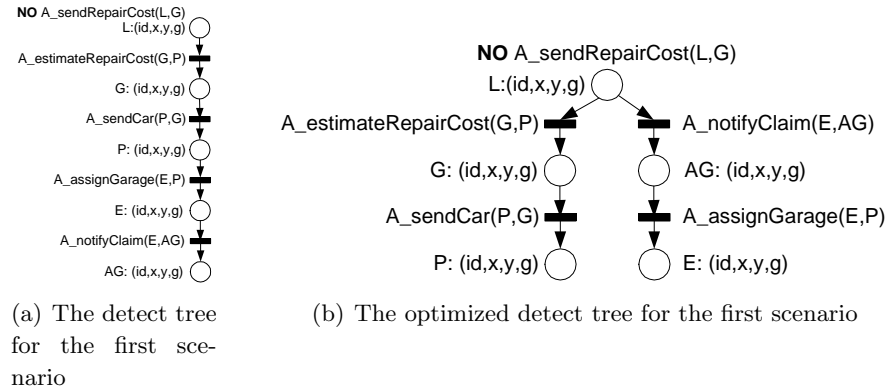 NO A_sendRepairCost(L,G)
L:(id,x,y,g)
A_estimateRepairCost(G,P)
G: (id,x,y,g)
A_sendCar(P,G)
P: (id,x,y,g)
A_assignGarage(E,P)
E: (id,x,y,g)
A_notifyClaim(E,AG)
AG: (id,x,y,g)
(a) The detect tree
for the first sce-
nario
NO A_sendRepairCost(L,G)
L:(id,x,y,g)
A_estimateRepairCost(G,P)
A_notifyClaim(E,AG)
G: (id,x,y,g)
AG: (id,x,y,g)
A_sendCar(P,G)
A_assignGarage(E,P)
P: (id,x,y,g)
E: (id,x,y,g)
(b) The optimized detect tree for the first scenario